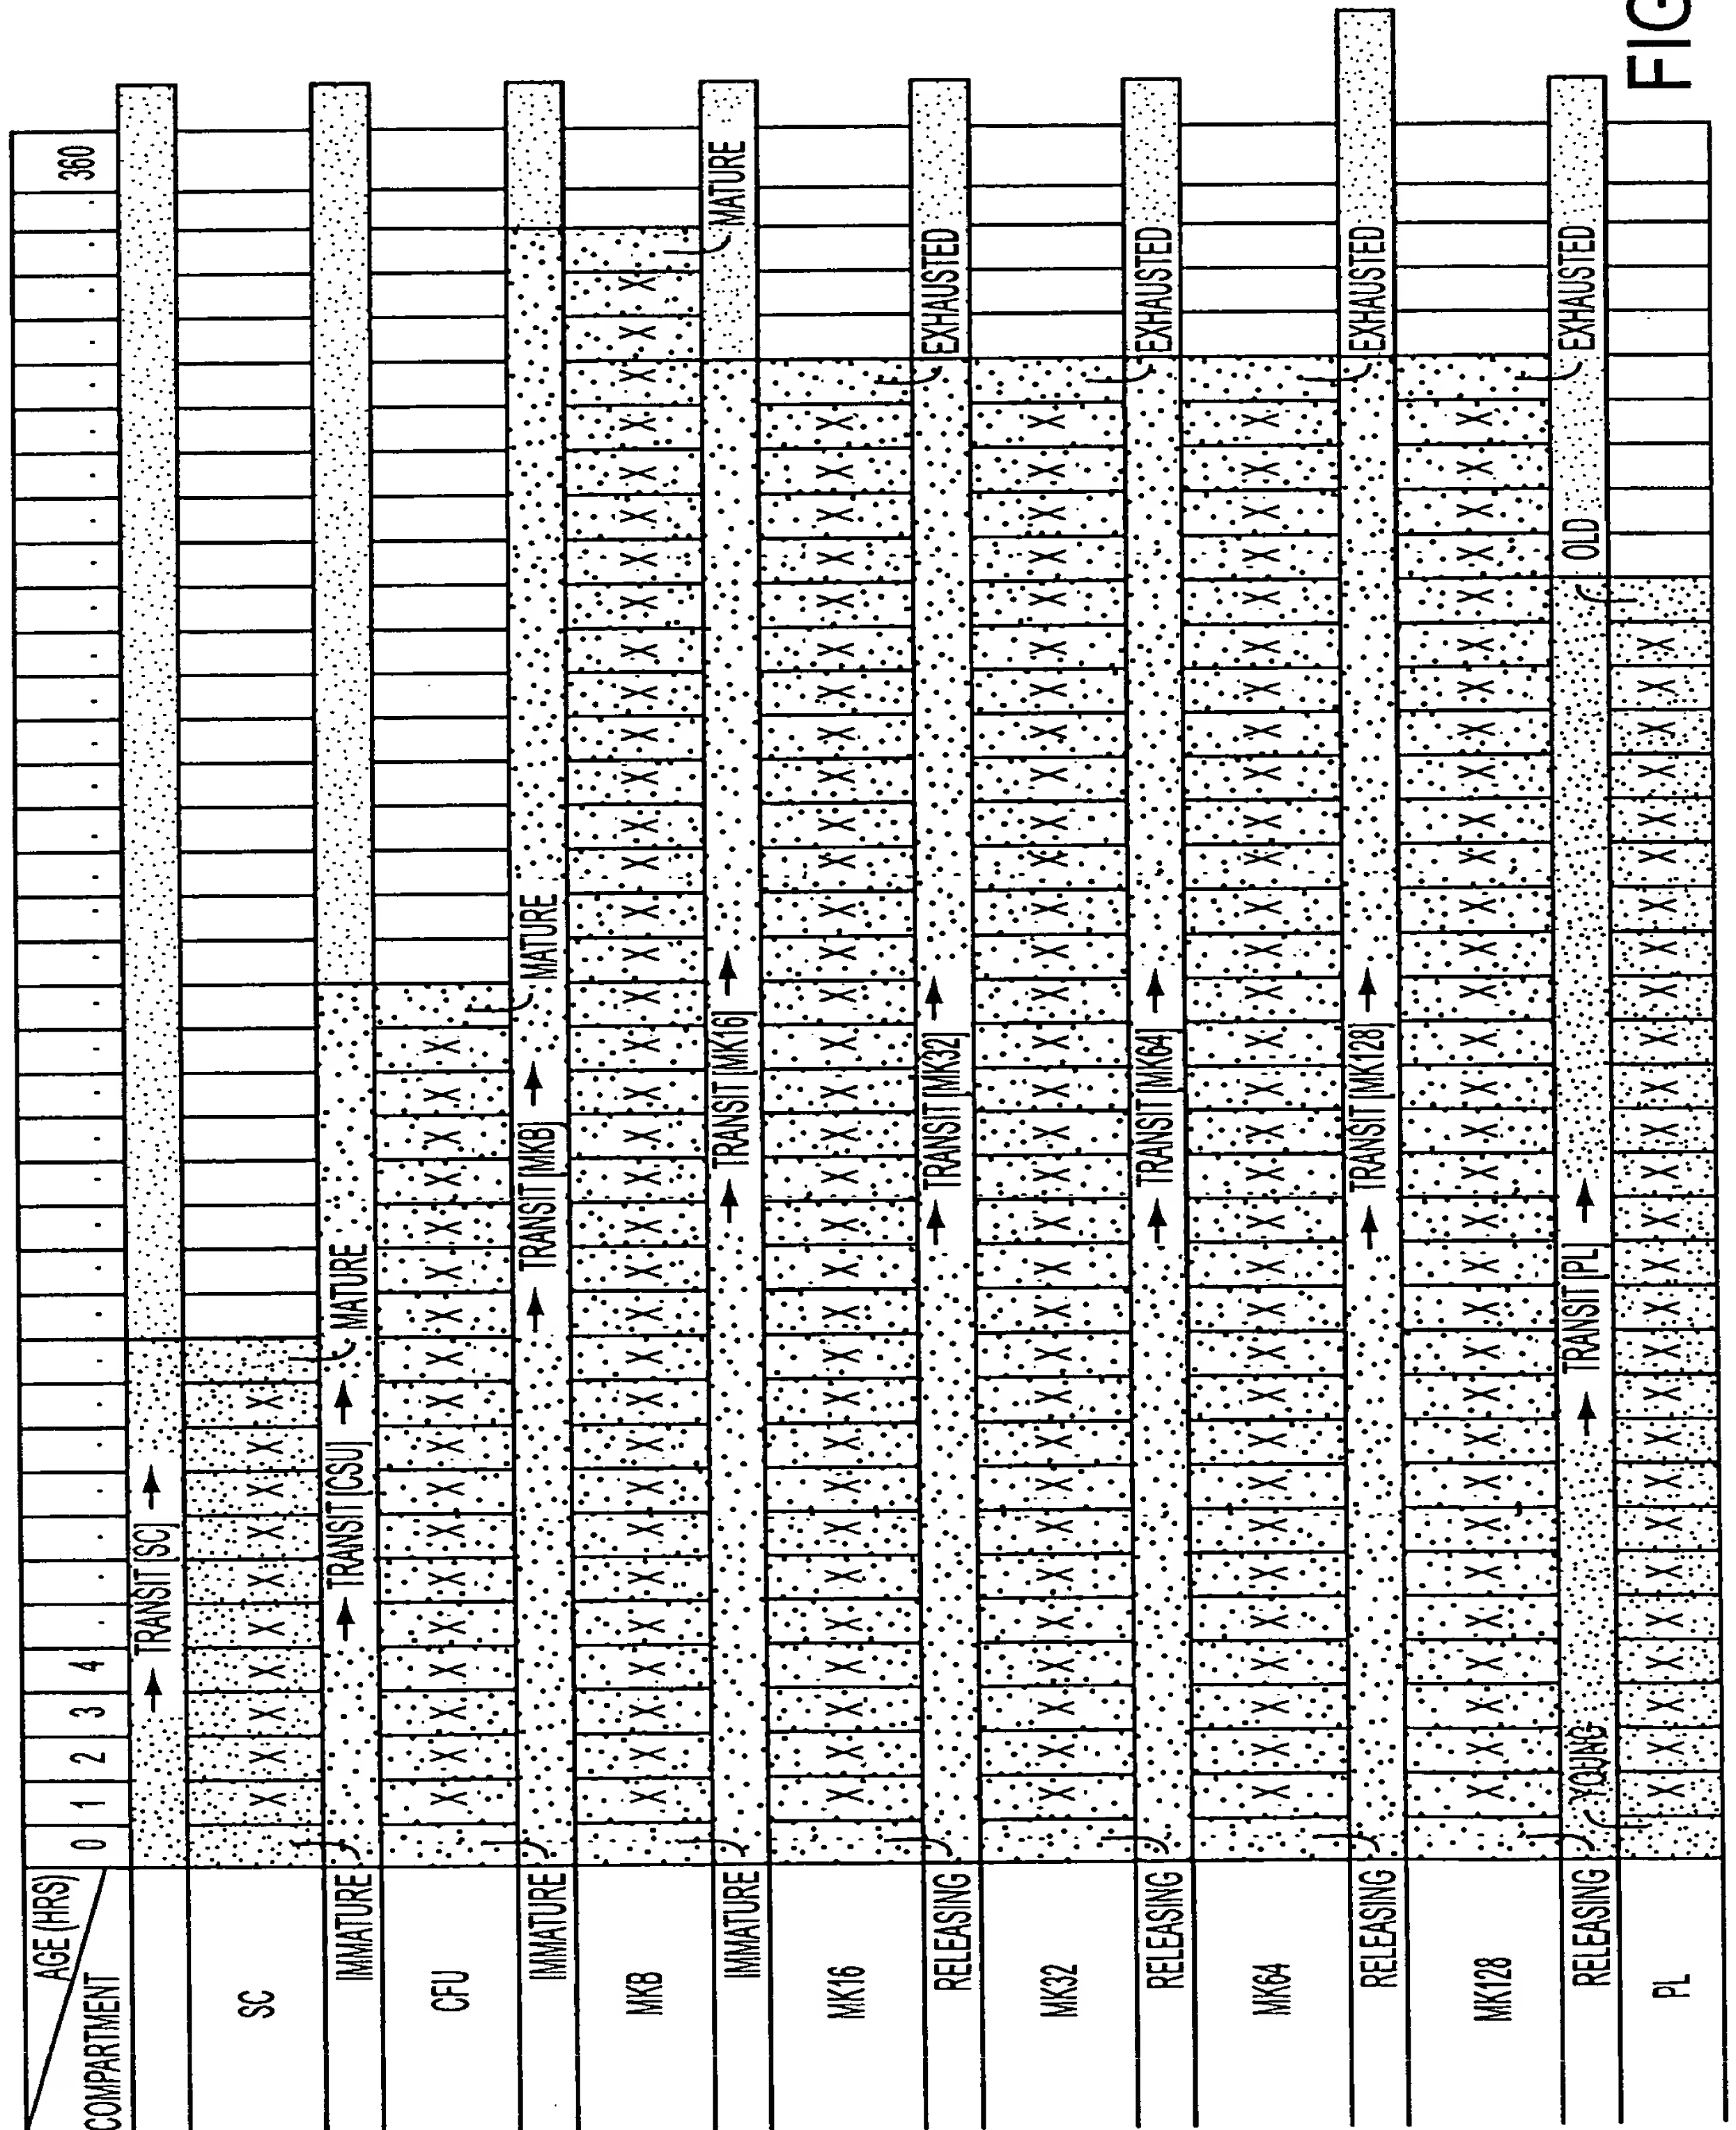 AGE (HRS)
COMPARTMENT
0 1 2 3 4 . . . . . . . . . . . . . . . . . . . . . . . . . . . . . . . . . 360
TRANSIT [SC]
SC X X X X X X X X X X
IMMATURE TRANSIT [CSU] MATURE
CFU X X X X X X X X X X X X X X X X X X
IMMATURE TRANSIT [MKB] MATURE
MKB X X X X X X X X X X X X X X X X X X X X X X X X X X X X X X X X X X X
IMMATURE TRANSIT [MK16] MATURE
MK16 X X X X X X X X X X X X X X X X X X X X X X X X X X X X X X X X
RELEASING TRANSIT [MK32] EXHAUSTED
MK32 X X X X X X X X X X X X X X X X X X X X X X X X X X X X X X X X
RELEASING TRANSIT [MK64] EXHAUSTED
MK64 X X X X X X X X X X X X X X X X X X X X X X X X X X X X X X X X
RELEASING TRANSIT [MK128] EXHAUSTED
MK128 X X X X X X X X X X X X X X X X X X X X X X X X X X X X X X X X
RELEASING YOUNG TRANSIT [PL] OLD EXHAUSTED
PL X X X X X X X X X X X X X X X X X X X X X X X X X X X
FIG